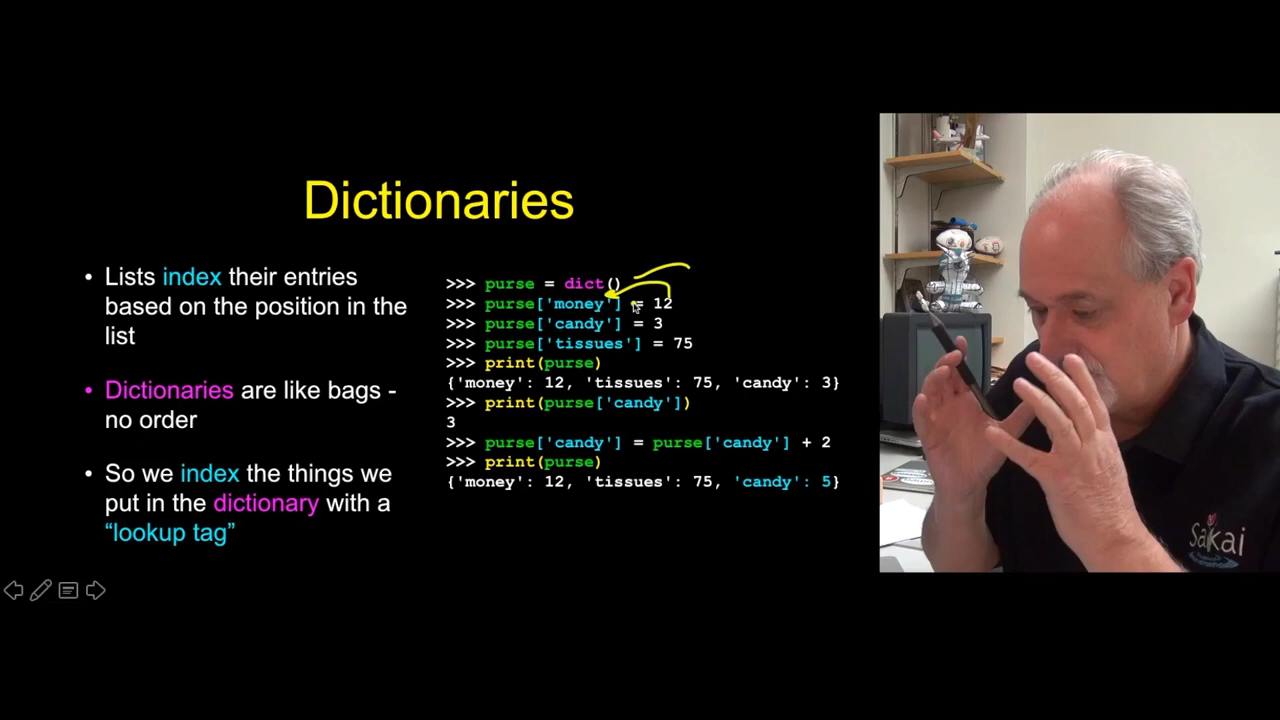 Dictionaries
• Lists index their entries
based on the position in the
list
• Dictionaries are like bags -
no order
• So we index the things we
put in the dictionary with a
“lookup tag”
>>> purse = dict()
>>> purse['money'] = 12
>>> purse['candy'] = 3
>>> purse['tissues'] = 75
>>> print(purse)
{'money': 12, 'tissues': 75, 'candy': 3}
>>> print(purse['candy'])
3
>>> purse['candy'] = purse['candy'] + 2
>>> print(purse)
{'money': 12, 'tissues': 75, 'candy': 5}
Sakai